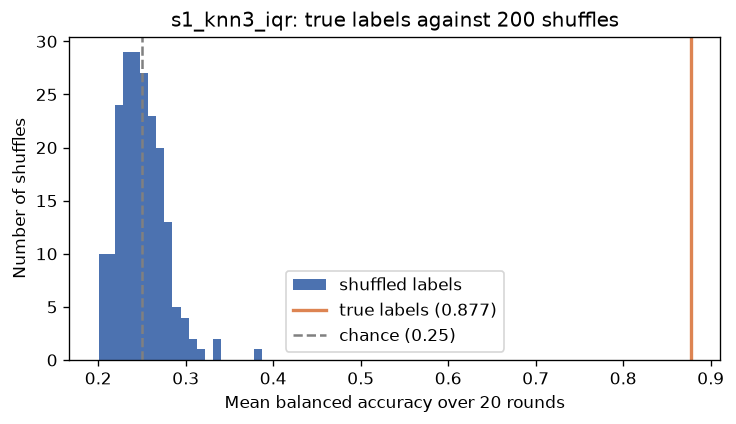 s1_knn3_iqr: true labels against 200 shuffles
Number of shuffles
30
25
20
15
10
5
0
shuffled labels
true labels (0.877)
chance (0.25)
0.2 0.3 0.4 0.5 0.6 0.7 0.8 0.9
Mean balanced accuracy over 20 rounds